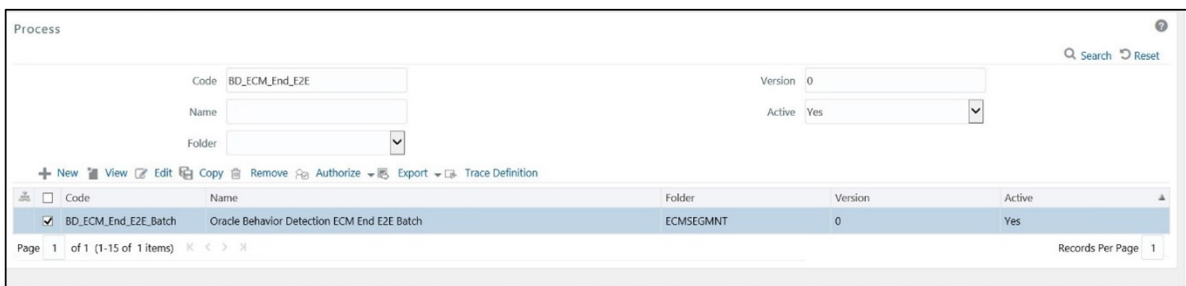 Process
Search Reset
Code BD_ECM_End_E2E Version 0
Name Active Yes
Folder
New View Edit Copy Remove Authorize Export Trace Definition
Code Name Folder Version Active
BD_ECM_End_E2E_Batch Oracle Behavior Detection ECM End E2E Batch ECMSEGMNT 0 Yes
Page 1 of 1 (1-15 of 1 items) Records Per Page 1